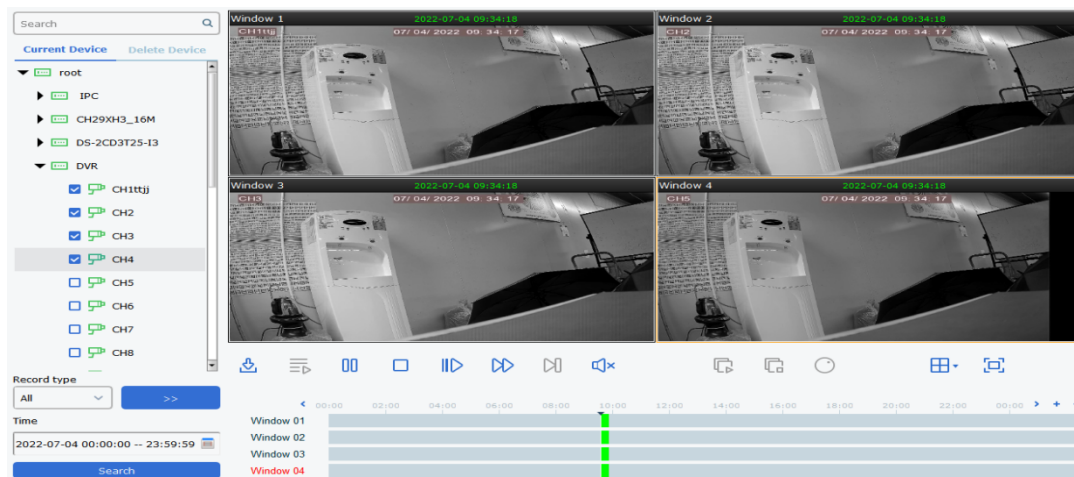 Search
Current Device
Delete Device
root
IPC
CH29XH3_16M
DS-2CD3T25-I3
DVR
CH1ttjj
CH2
CH3
CH4
CH5
CH6
CH7
CH8
Record type
All
>>
Time
2022-07-04 00:00:00 -- 23:59:59
Search
Window 1
2022-07-04 09:34:18
CH1ttjj
07/ 04/ 2022 09: 34: 17
Window 2
2022-07-04 09:34:18
CH2
07/ 04/ 2022 09: 34: 17
Window 3
2022-07-04 09:34:18
CH3
07/ 04/ 2022 09: 34: 17
Window 4
2022-07-04 09:34:18
CH5
07/ 04/ 2022 09: 34: 17
00:00 02:00 04:00 06:00 08:00 10:00 12:00 14:00 16:00 18:00 20:00 22:00 00:00
Window 01
Window 02
Window 03
Window 04